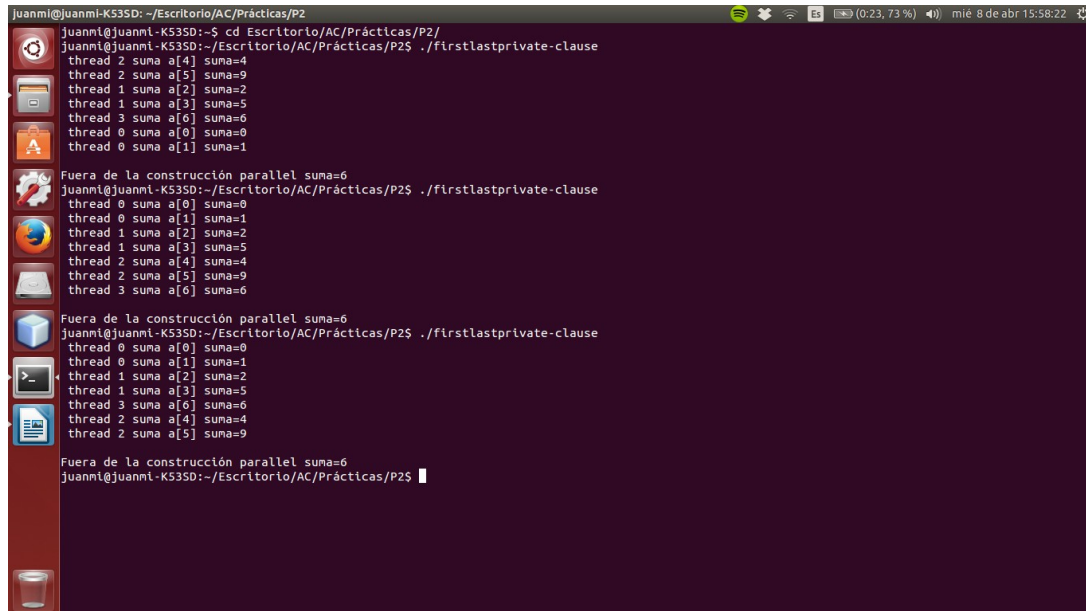 juanmi@juanmi-K53SD: ~/Escritorio/AC/Prácticas/P2 Es (0:23, 73 %) mié 8 de abr 15:58:22
juanmi@juanmi-K53SD:~$ cd Escritorio/AC/Prácticas/P2/
juanmi@juanmi-K53SD:~/Escritorio/AC/Prácticas/P2$ ./firstlastprivate-clause
thread 2 suma a[4] suma=4
thread 2 suma a[5] suma=9
thread 1 suma a[2] suma=2
thread 1 suma a[3] suma=5
thread 3 suma a[6] suma=6
thread 0 suma a[0] suma=0
thread 0 suma a[1] suma=1
Fuera de la construcción parallel suma=6
juanmi@juanmi-K53SD:~/Escritorio/AC/Prácticas/P2$ ./firstlastprivate-clause
thread 0 suma a[0] suma=0
thread 0 suma a[1] suma=1
thread 1 suma a[2] suma=2
thread 1 suma a[3] suma=5
thread 2 suma a[4] suma=4
thread 2 suma a[5] suma=9
thread 3 suma a[6] suma=6
Fuera de la construcción parallel suma=6
juanmi@juanmi-K53SD:~/Escritorio/AC/Prácticas/P2$ ./firstlastprivate-clause
thread 0 suma a[0] suma=0
thread 0 suma a[1] suma=1
thread 1 suma a[2] suma=2
thread 1 suma a[3] suma=5
thread 3 suma a[6] suma=6
thread 2 suma a[4] suma=4
thread 2 suma a[5] suma=9
Fuera de la construcción parallel suma=6
juanmi@juanmi-K53SD:~/Escritorio/AC/Prácticas/P2$